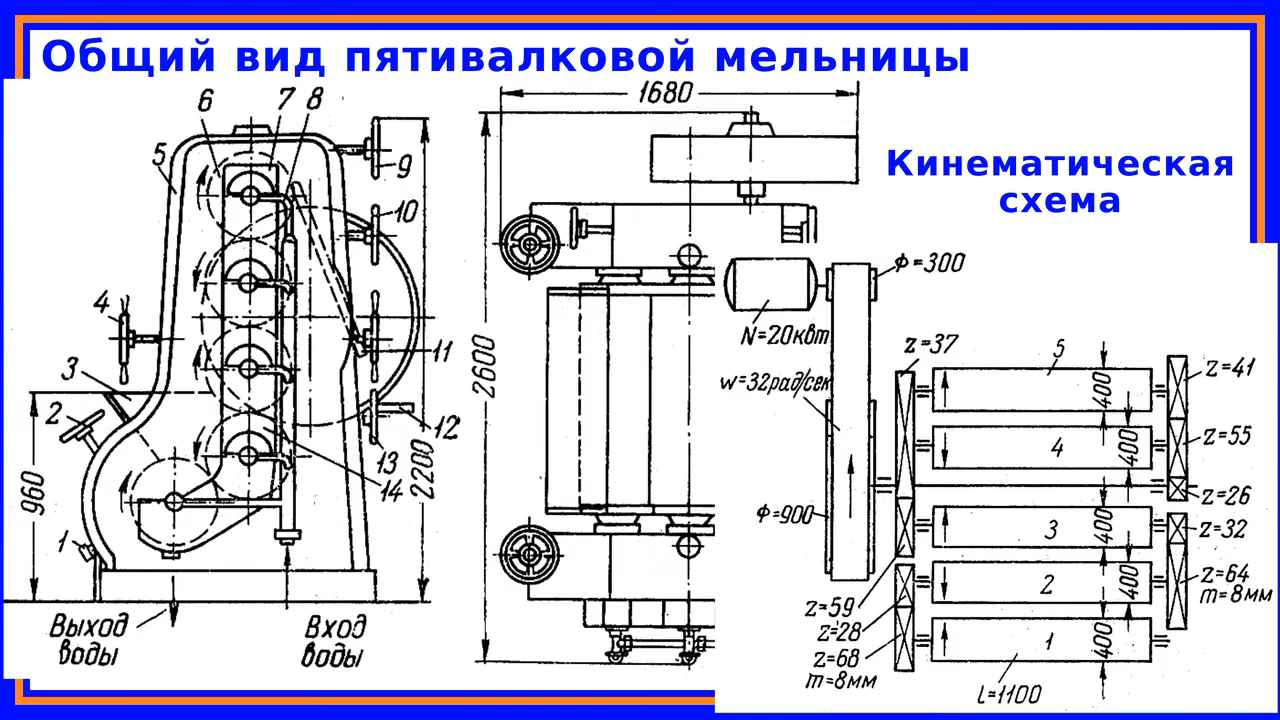 Общий вид пятивалковой мельницы
Кинематическая
схема
6 7 8
5
9
10
4
3
2
11
12
13
14
1
960
2200
Выход
воды
Вход
воды
1680
2600
Ф=300
N=20квт
w=32рад/сек
Ф=900
z=37
z=59
z=28
z=68
m=8мм
5
400
4
400
3
400
2
400
1
400
l=1100
z=41
z=55
z=26
z=32
z=64
m=8мм